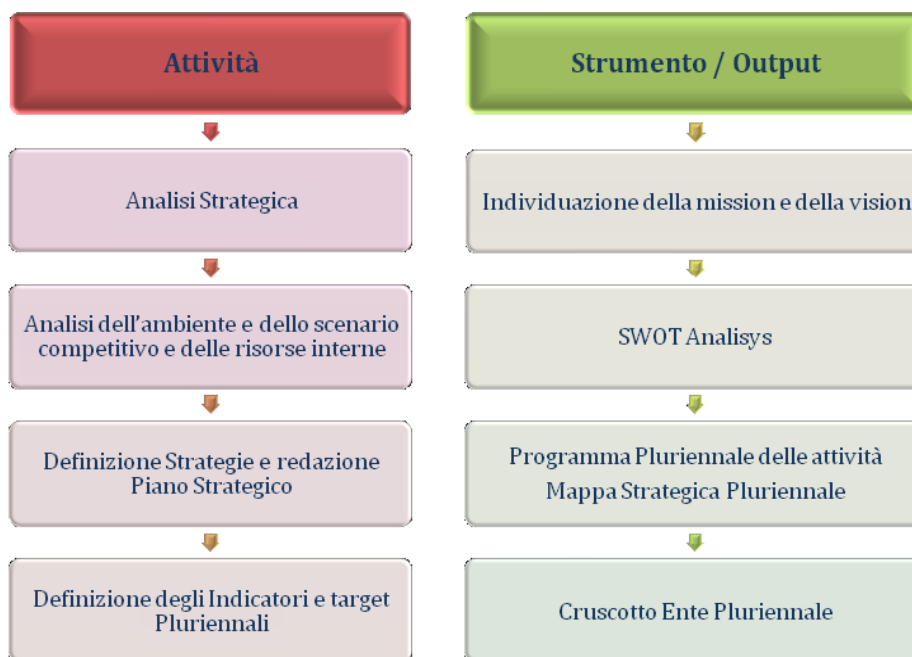 Attività
Strumento / Output
Analisi Strategica
Individuazione della mission e della vision
Analisi dell'ambiente e dello scenario
competitivo e delle risorse interne
SWOT Analisys
Definizione Strategie e redazione
Piano Strategico
Programma Pluriennale delle attività
Mappa Strategica Pluriennale
Definizione degli Indicatori e target
Pluriennali
Cruscotto Ente Pluriennale